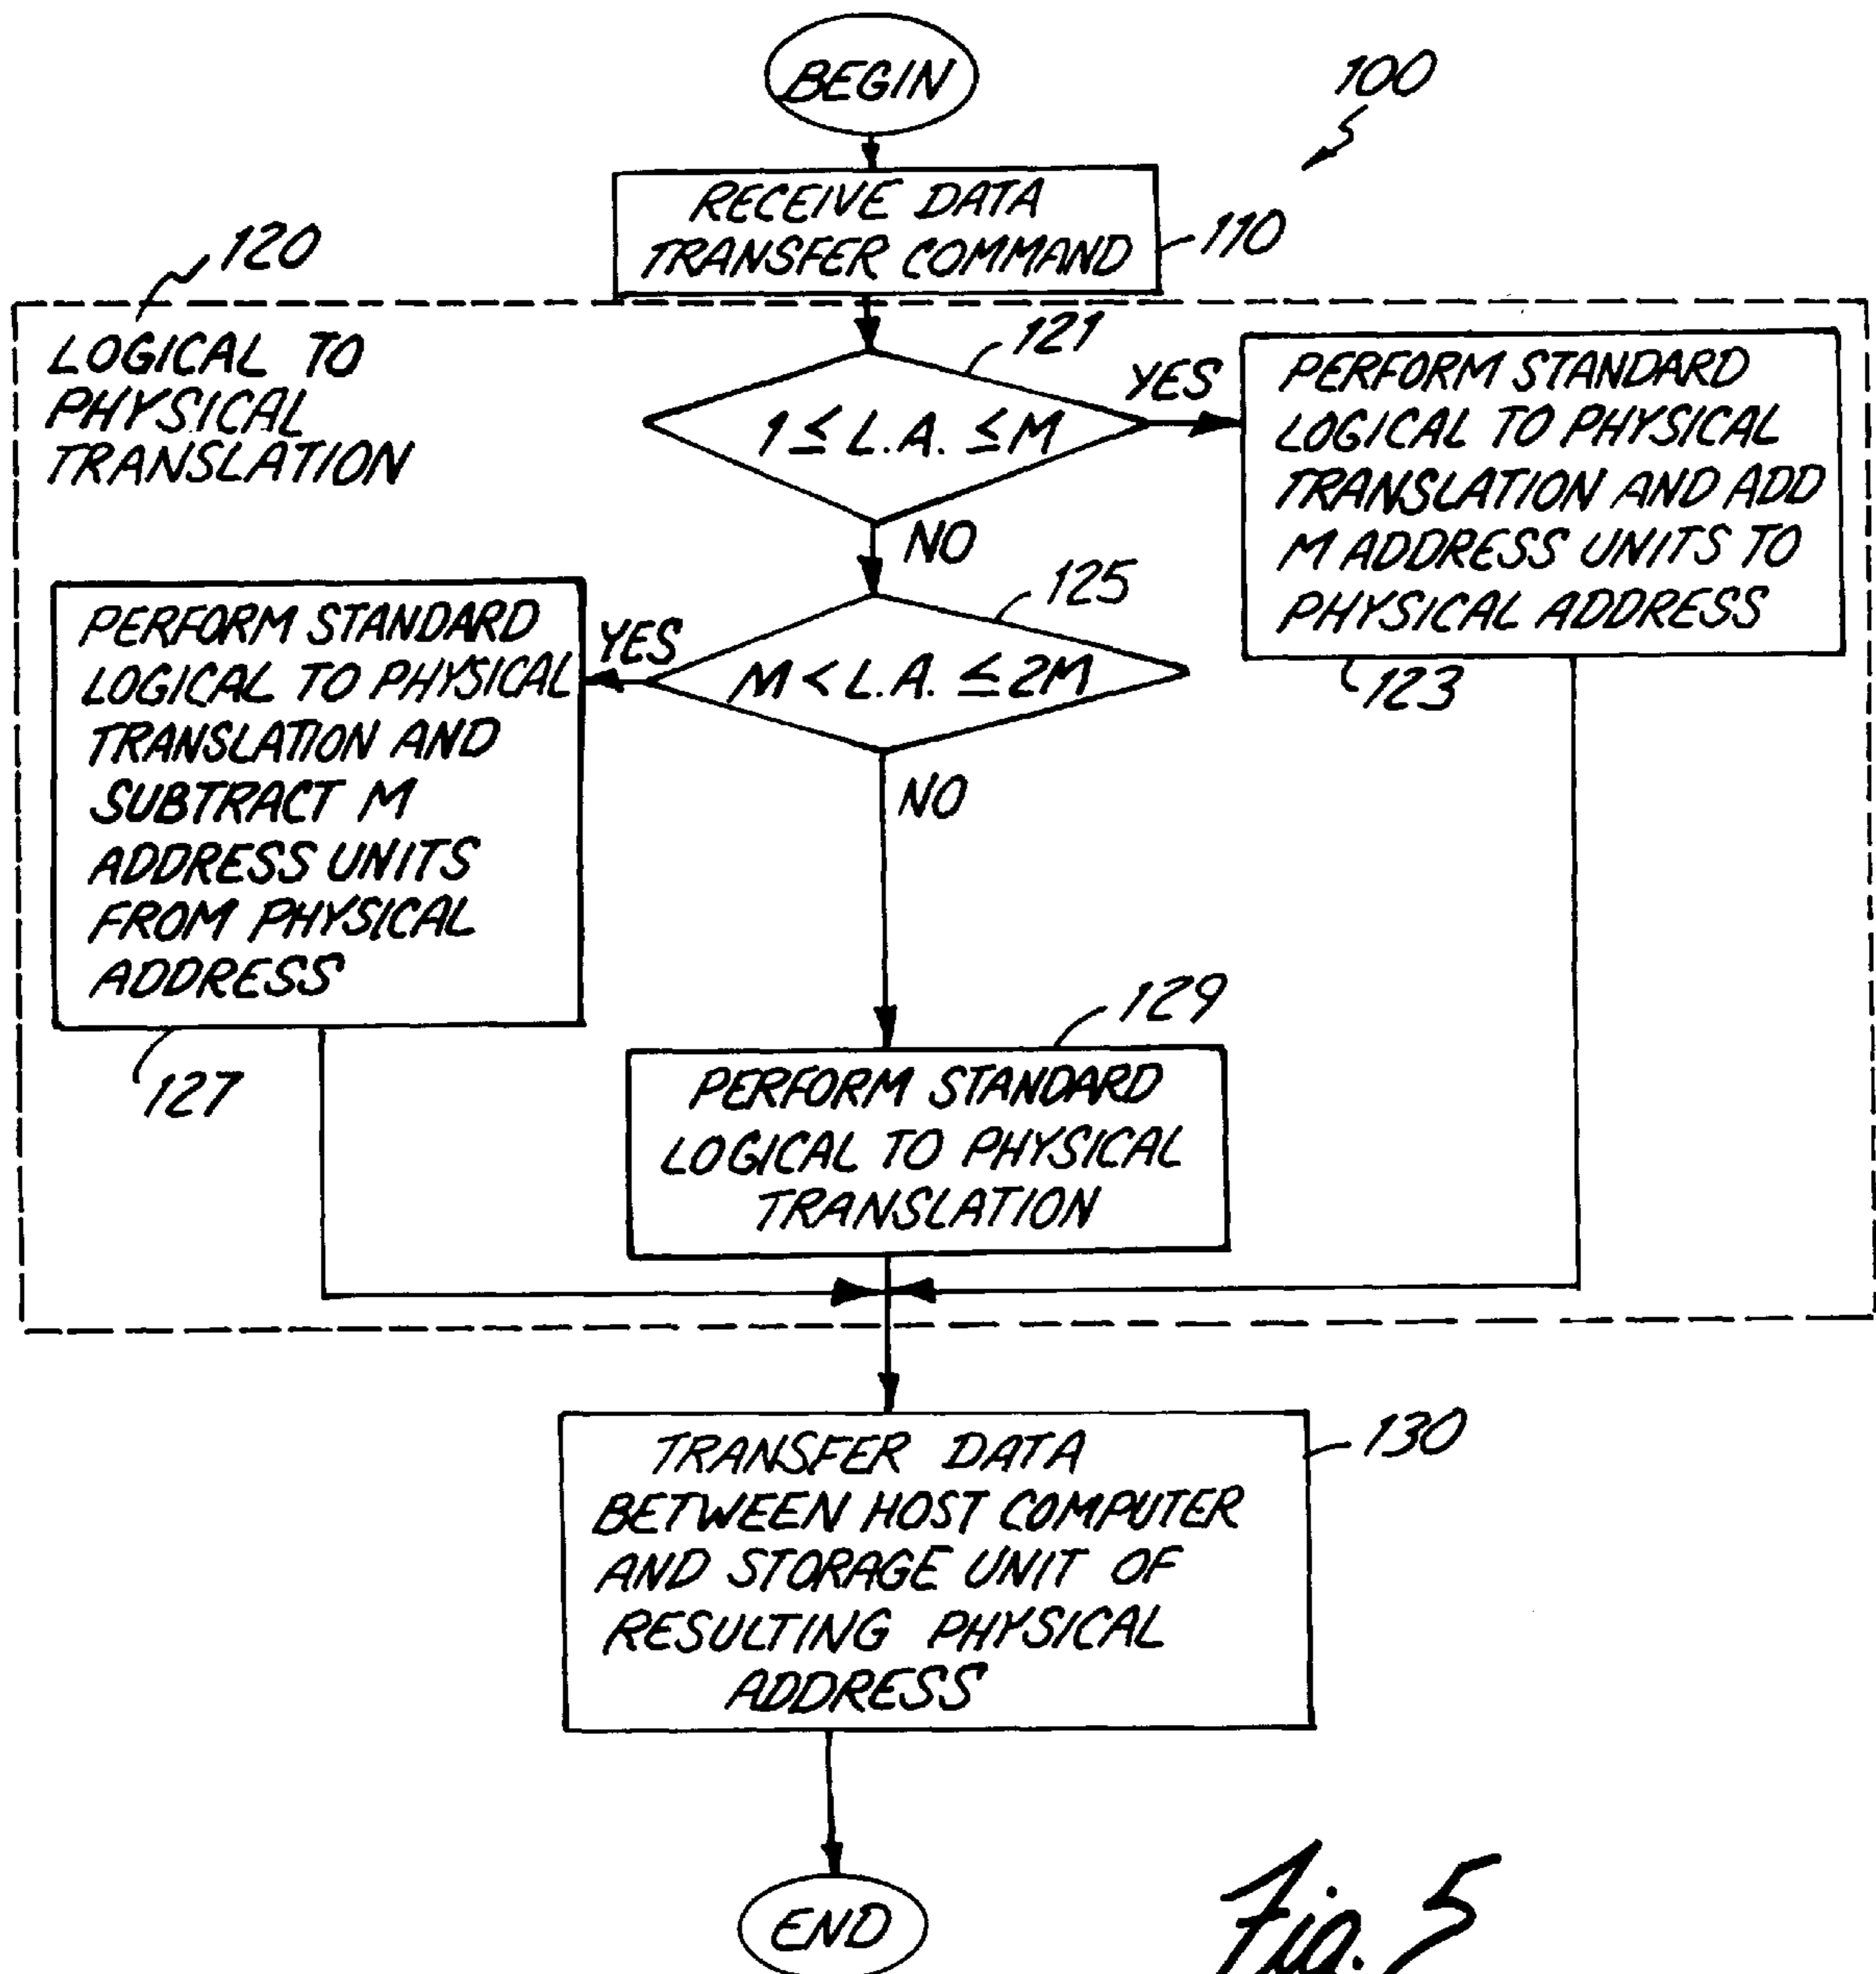 BEGIN
100
RECEIVE DATA
TRANSFER COMMAND
110
120
LOGICAL TO
PHYSICAL
TRANSLATION
121
1 ≤ L.A. ≤ M
YES
PERFORM STANDARD
LOGICAL TO PHYSICAL
TRANSLATION AND ADD
M ADDRESS UNITS TO
PHYSICAL ADDRESS
123
NO
125
M < L.A. ≤ 2M
YES
PERFORM STANDARD
LOGICAL TO PHYSICAL
TRANSLATION AND
SUBTRACT M
ADDRESS UNITS
FROM PHYSICAL
ADDRESS
127
NO
129
PERFORM STANDARD
LOGICAL TO PHYSICAL
TRANSLATION
TRANSFER DATA
BETWEEN HOST COMPUTER
AND STORAGE UNIT OF
RESULTING PHYSICAL
ADDRESS
130
END
Fig. 5